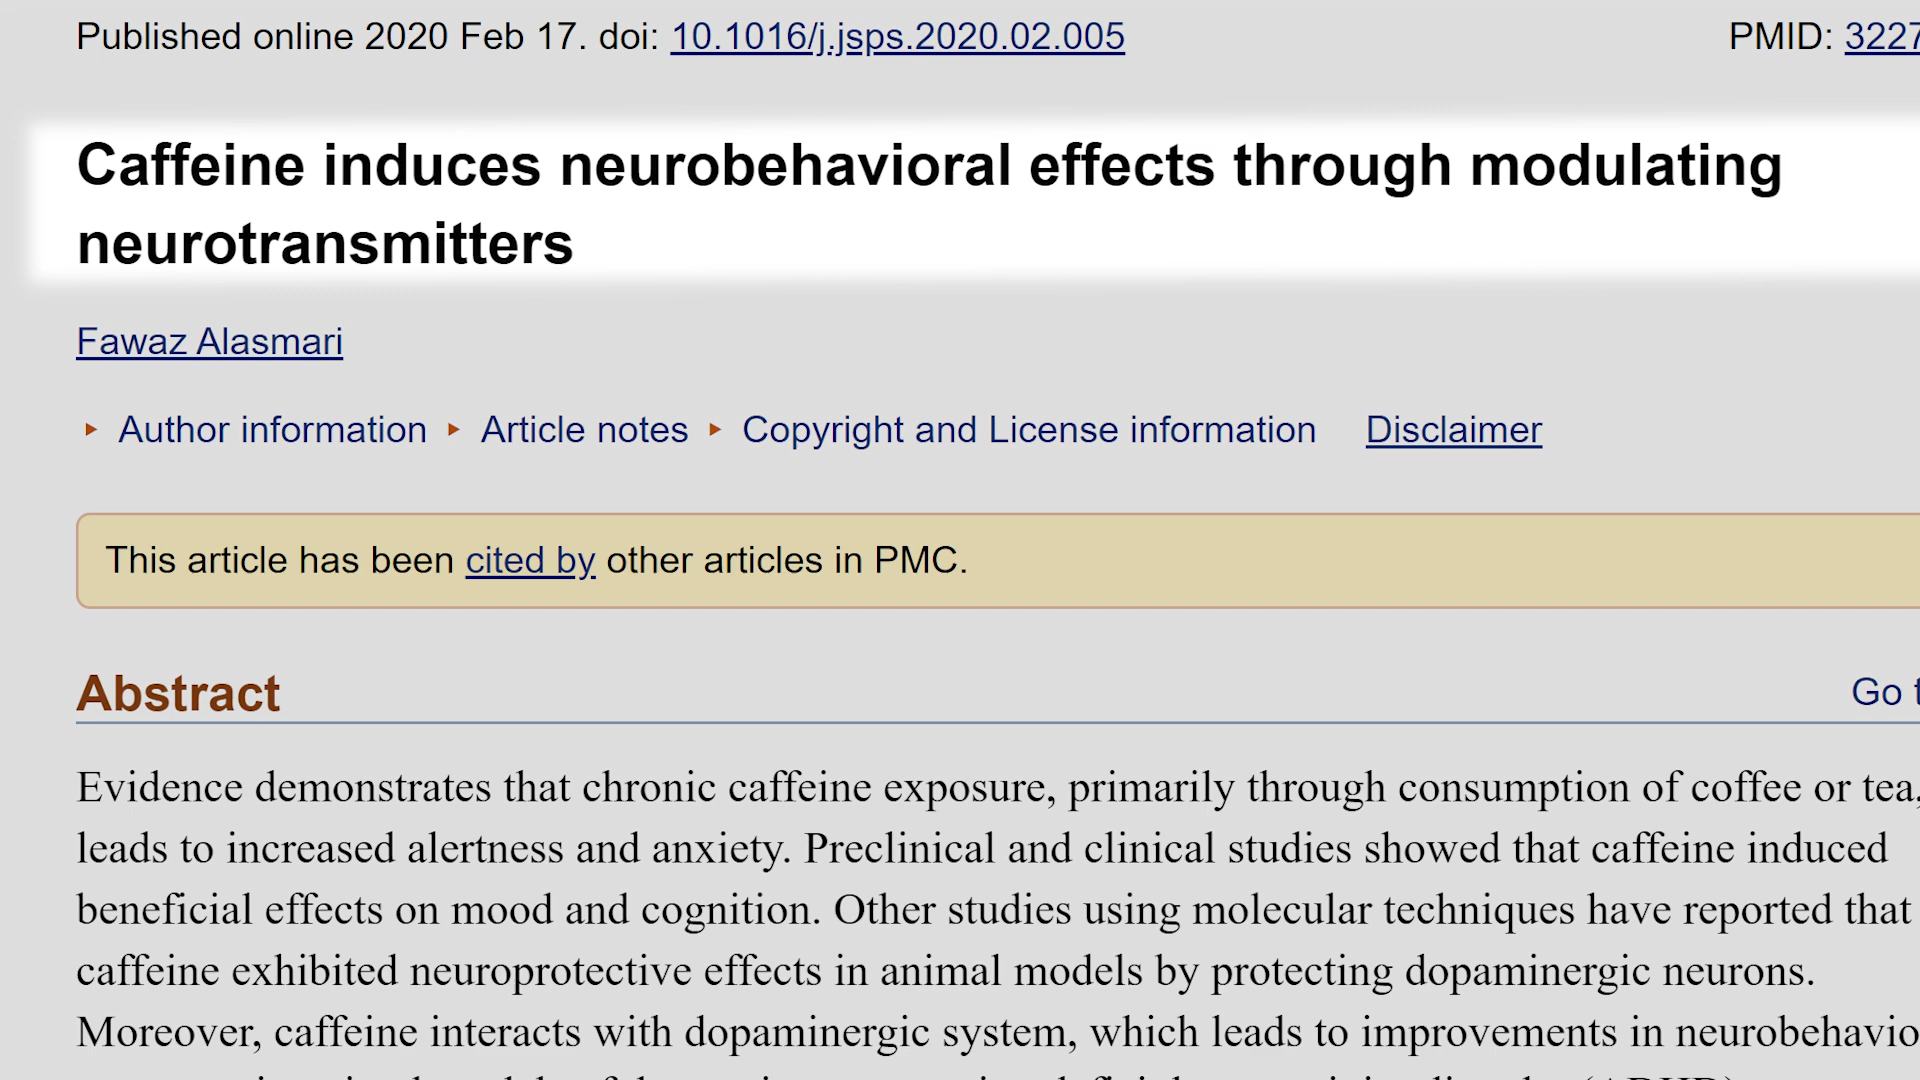 Published online 2020 Feb 17. doi: 10.1016/j.jsps.2020.02.005 PMID: 3227
Caffeine induces neurobehavioral effects through modulating
neurotransmitters
Fawaz Alasmari
Author information Article notes Copyright and License information Disclaimer
This article has been cited by other articles in PMC.
Abstract Go t
Evidence demonstrates that chronic caffeine exposure, primarily through consumption of coffee or tea,
leads to increased alertness and anxiety. Preclinical and clinical studies showed that caffeine induced
beneficial effects on mood and cognition. Other studies using molecular techniques have reported that
caffeine exhibited neuroprotective effects in animal models by protecting dopaminergic neurons.
Moreover, caffeine interacts with dopaminergic system, which leads to improvements in neurobehavio